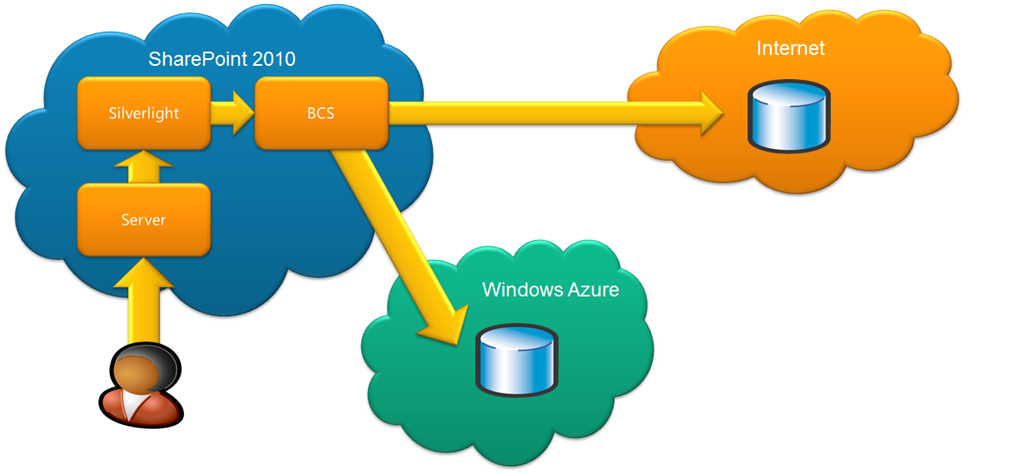 SharePoint 2010
Internet
Silverlight
BCS
Server
Windows Azure